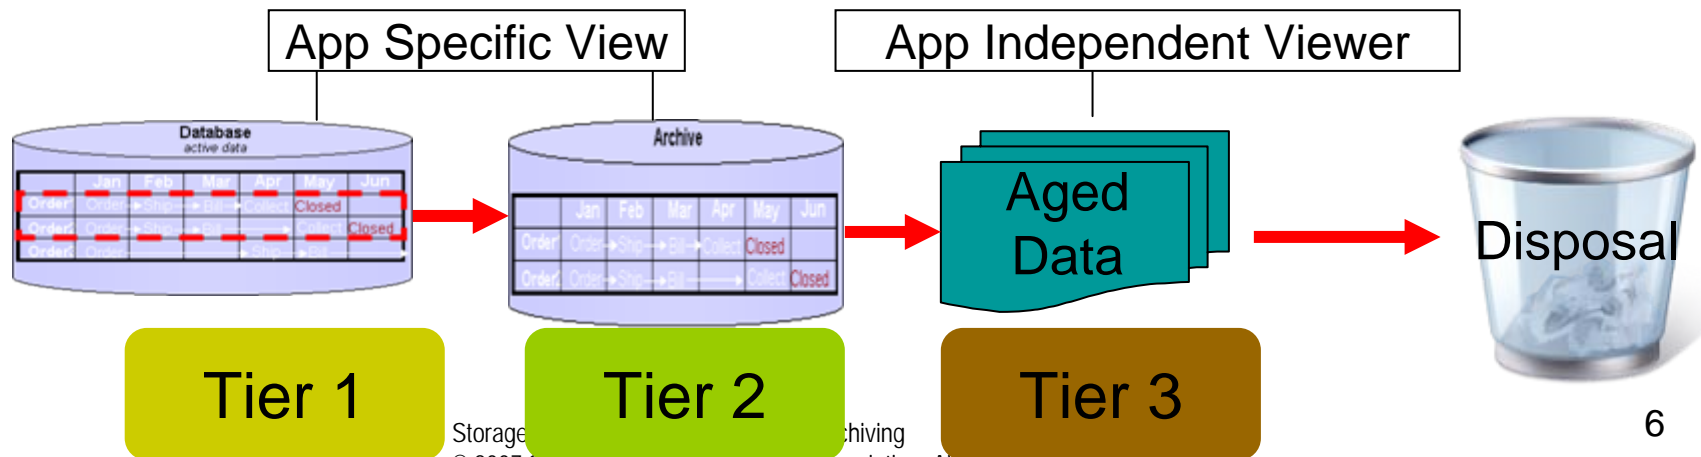 App Specific View
App Independent Viewer
Database
active data
Jan Feb Mar Apr May Jun
Order Order Ship Bill Collect Closed
Order Order Ship Bill Collect Closed
Order Order Ship Bill
Archive
Jan Feb Mar Apr May Jun
Order Order Ship Bill Collect Closed
Order Order Ship Bill Collect Closed
Aged
Data
Disposal
Tier 1
Tier 2
Tier 3
Storage
6